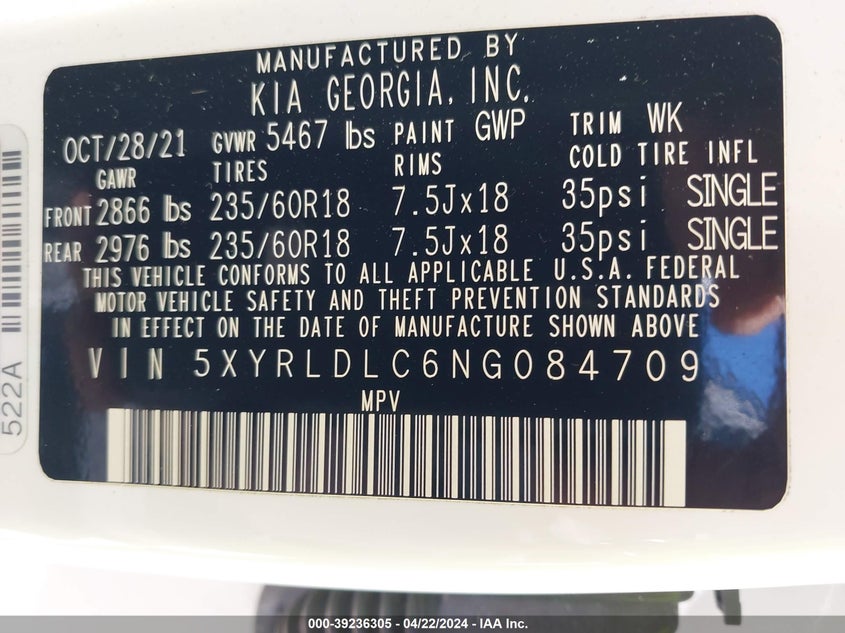 MANUFACTURED BY
KIA GEORGIA, INC.
OCT/28/21 GVWR 5467 lbs PAINT GWP TRIM WK
GAWR TIRES RIMS COLD TIRE INFL
FRONT 2866 lbs 235/60R18 7.5Jx18 35psi SINGLE
REAR 2976 lbs 235/60R18 7.5Jx18 35psi SINGLE
THIS VEHICLE CONFORMS TO ALL APPLICABLE U.S.A. FEDERAL
MOTOR VEHICLE SAFETY AND THEFT PREVENTION STANDARDS
IN EFFECT ON THE DATE OF MANUFACTURE SHOWN ABOVE
VIN 5XYRLDLC6NG084709
MPV
522A
000-39236305 - 04/22/2024 - IAA Inc.